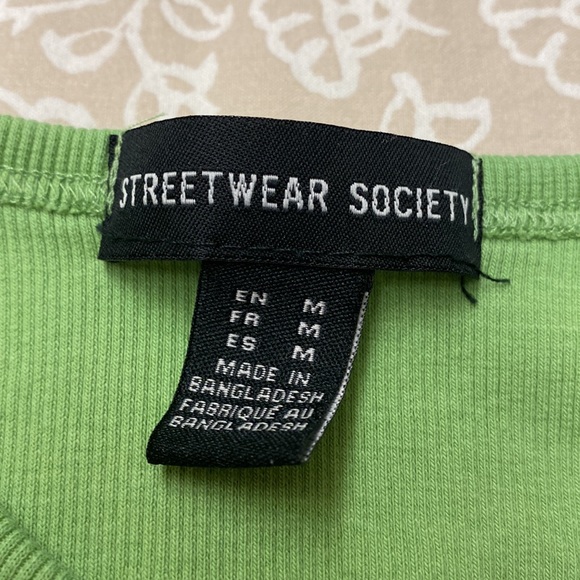 STREETWEAR SOCIETY
EN M
FR M
ES M
MADE IN
BANGLADESH
FABRIQUÉ AU
BANGLADESH